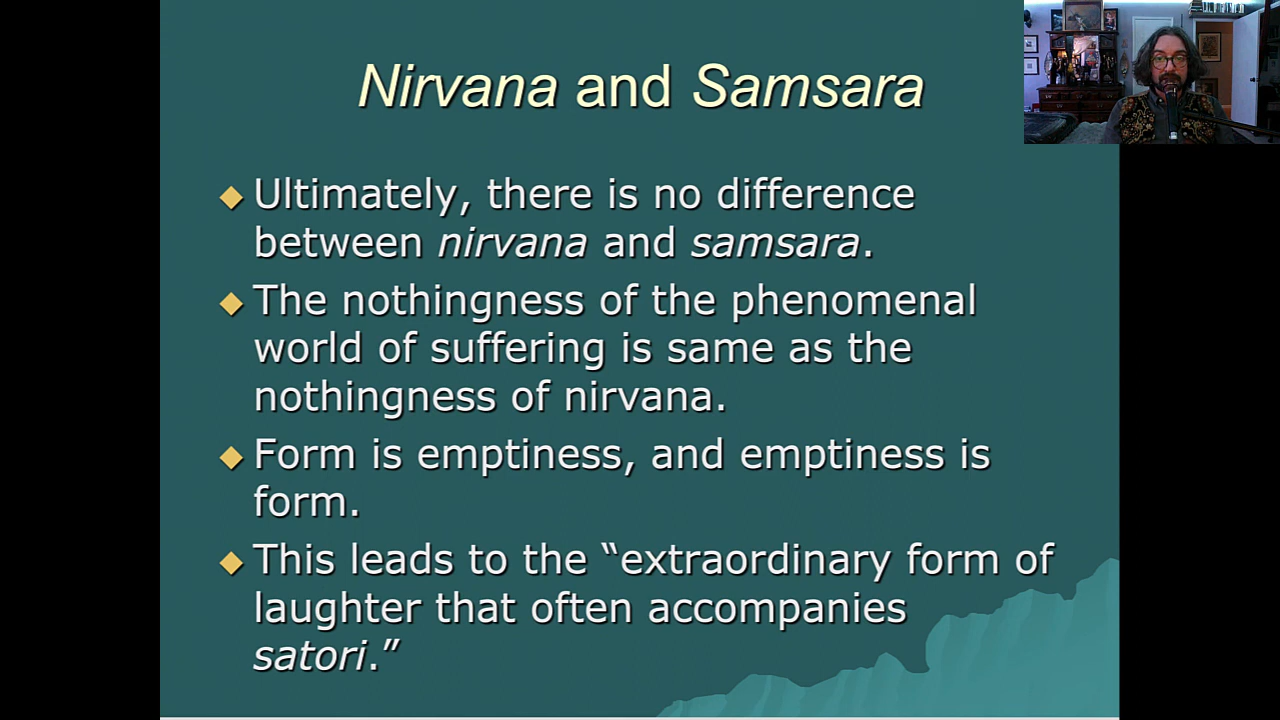 Nirvana and Samsara
Ultimately, there is no difference
between nirvana and samsara.
The nothingness of the phenomenal
world of suffering is same as the
nothingness of nirvana.
Form is emptiness, and emptiness is
form.
This leads to the “extraordinary form of
laughter that often accompanies
satori.”